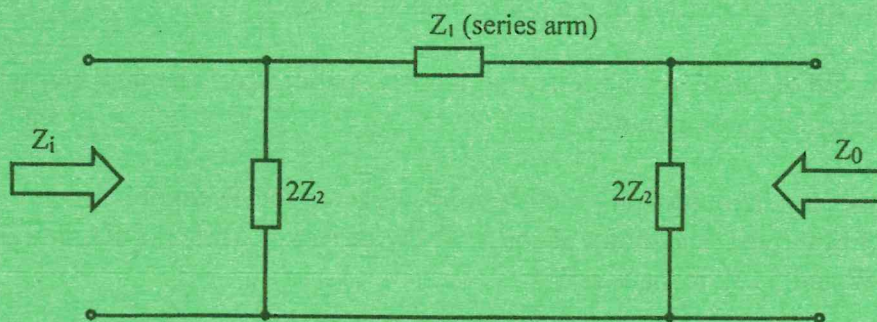 Z₁ (series arm)
Zᵢ
Z₀
2Z₂
2Z₂